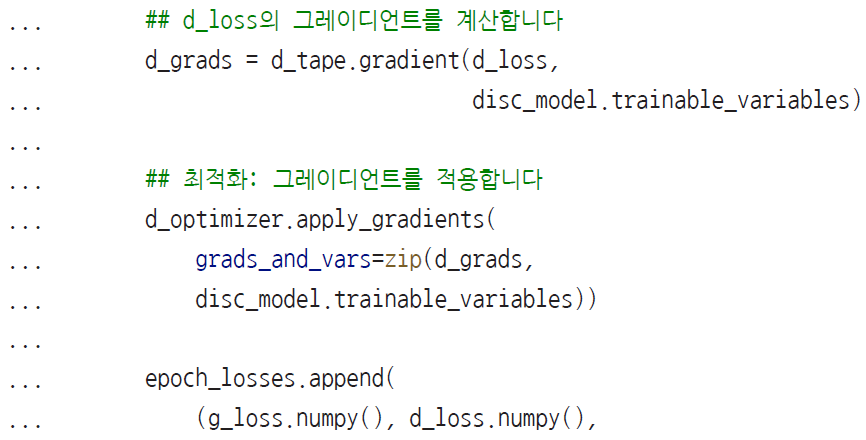 ...        ## d_loss의 그레이디언트를 계산합니다
...        d_grads = d_tape.gradient(d_loss,
...                                  disc_model.trainable_variables)
...
...        ## 최적화: 그레이디언트를 적용합니다
...        d_optimizer.apply_gradients(
...            grads_and_vars=zip(d_grads,
...            disc_model.trainable_variables))
...
...        epoch_losses.append(
...            (g_loss.numpy(), d_loss.numpy(),